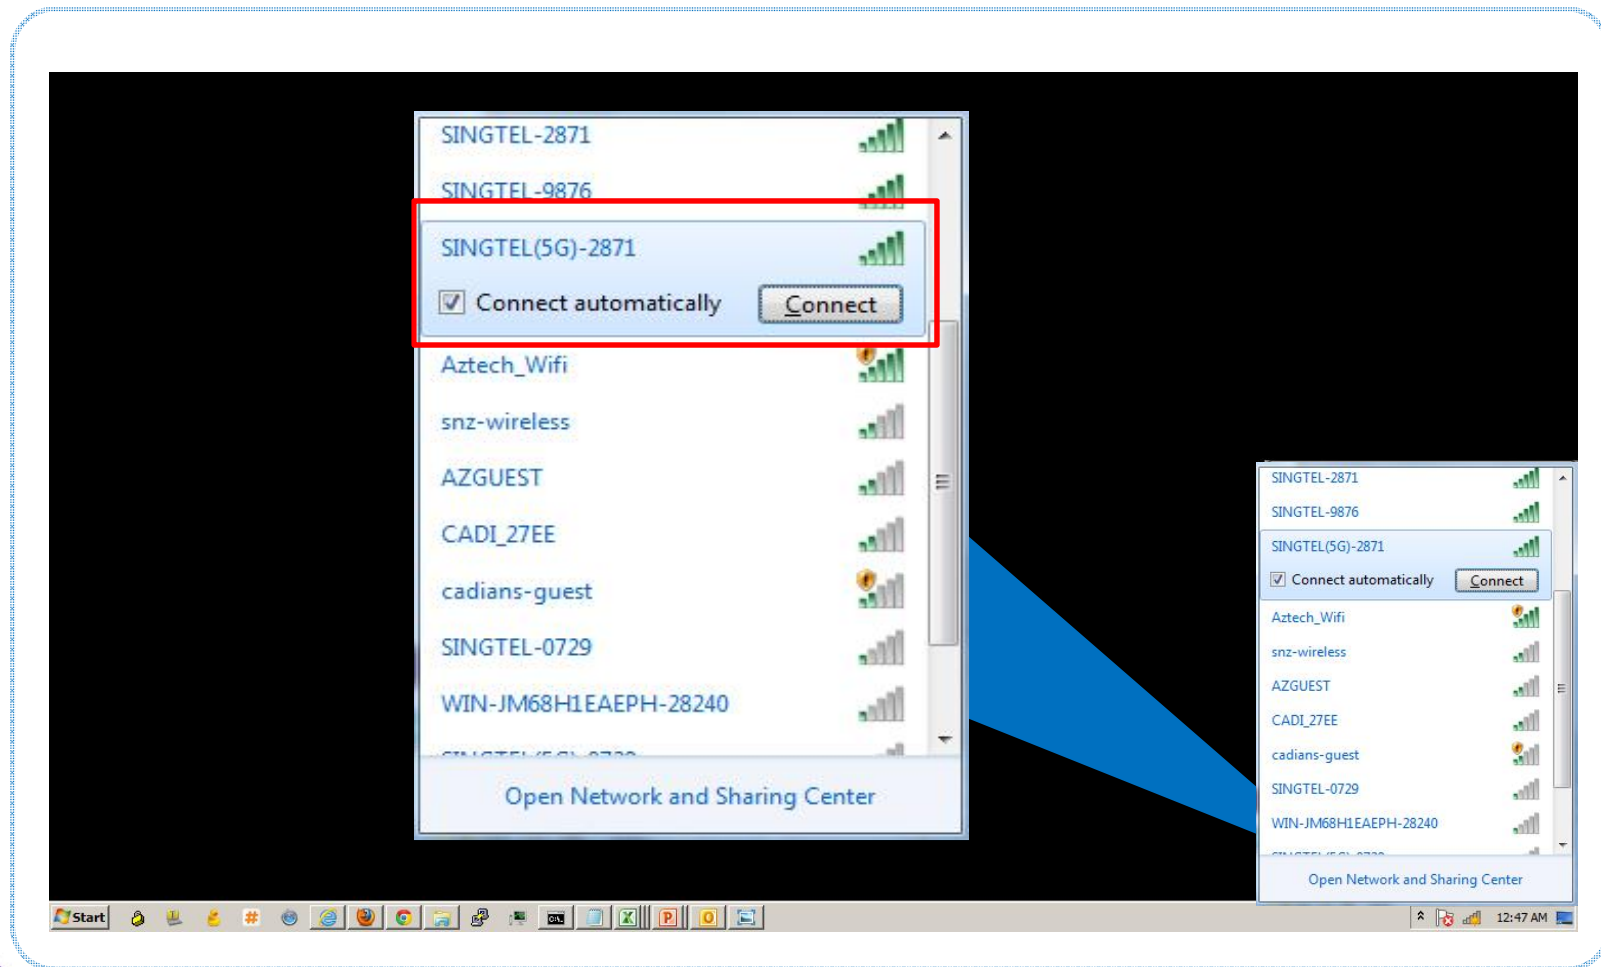 SINGTEL-2871
SINGTEL-9876
SINGTEL(5G)-2871
Connect automatically Connect
Aztech_Wifi
snz-wireless
AZGUEST
CADI_27EE
cadians-guest
SINGTEL-0729
WIN-JM68H1EAEPH-28240
Open Network and Sharing Center
SINGTEL-2871
SINGTEL-9876
SINGTEL(5G)-2871
Connect automatically Connect
Aztech_Wifi
snz-wireless
AZGUEST
CADI_27EE
cadians-guest
SINGTEL-0729
WIN-JM68H1EAEPH-28240
Open Network and Sharing Center
Start
12:47 AM